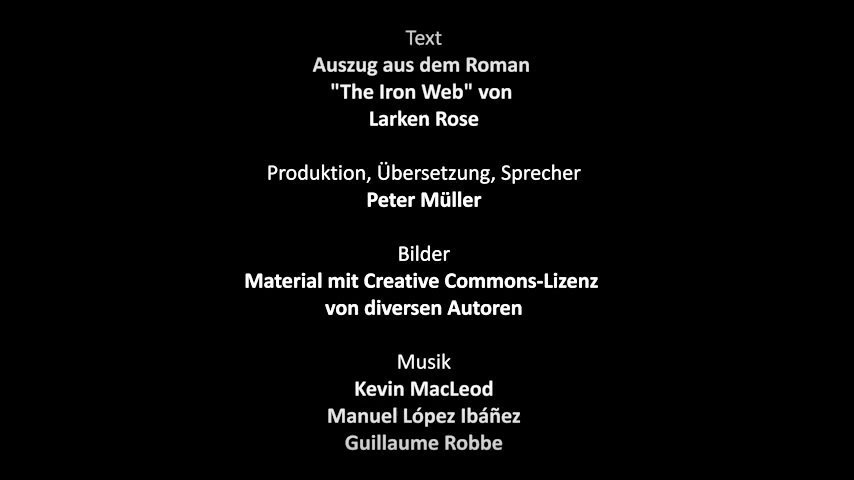 Text
Auszug aus dem Roman
"The Iron Web" von
Larken Rose
Produktion, Übersetzung, Sprecher
Peter Müller
Bilder
Material mit Creative Commons-Lizenz
von diversen Autoren
Musik
Kevin MacLeod
Manuel López Ibáñez
Guillaume Robbe